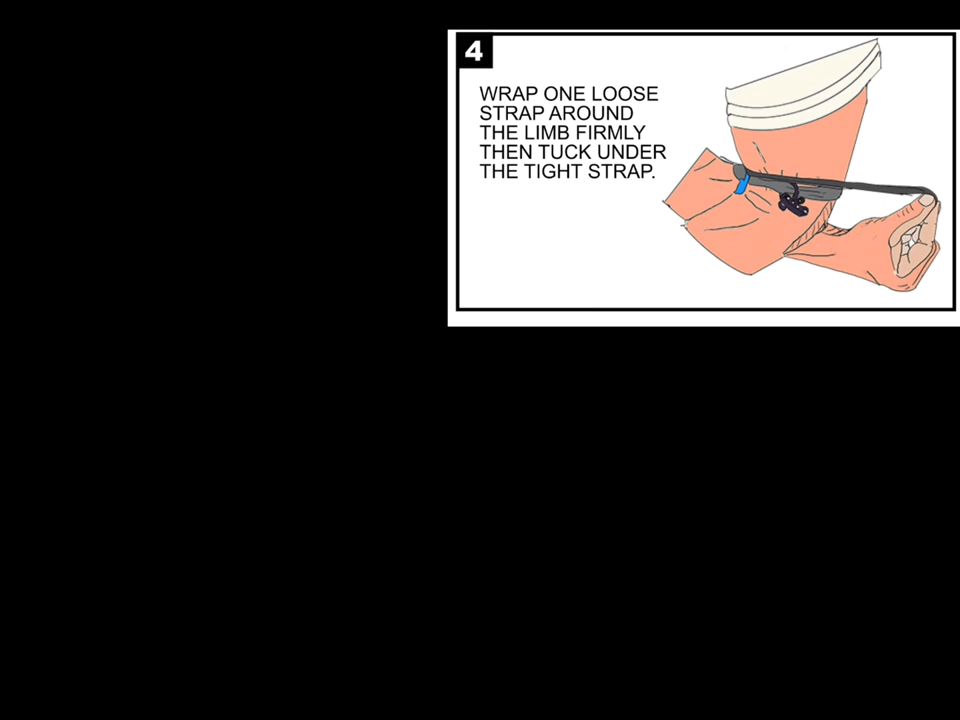 4
WRAP ONE LOOSE
STRAP AROUND
THE LIMB FIRMLY
THEN TUCK UNDER
THE TIGHT STRAP.